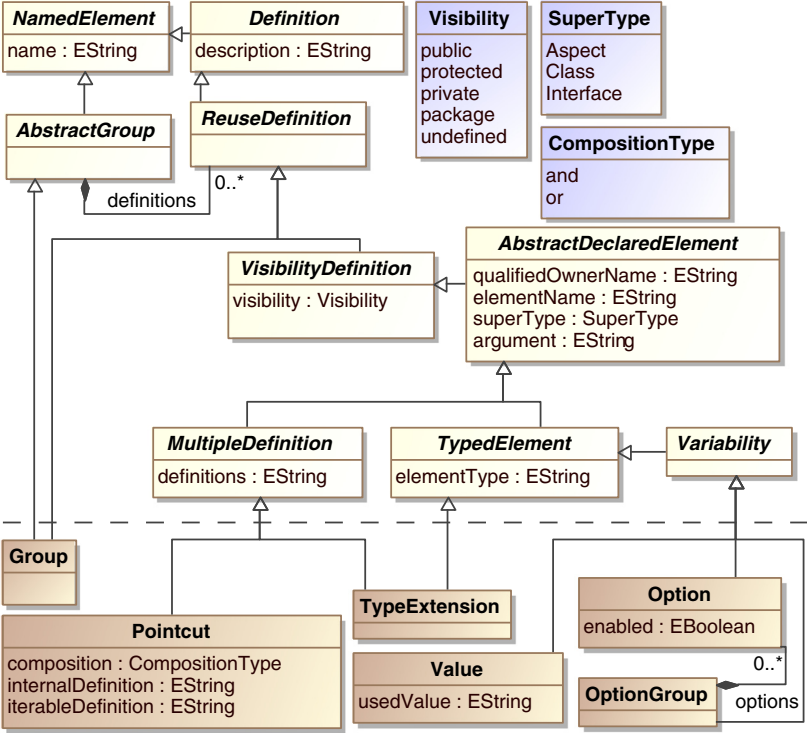 NamedElement
name : EString
Definition
description : EString
Visibility
public
protected
private
package
undefined
SuperType
Aspect
Class
Interface
AbstractGroup
ReuseDefinition
CompositionType
and
or
definitions
0..*
VisibilityDefinition
visibility : Visibility
AbstractDeclaredElement
qualifiedOwnerName : EString
elementName : EString
superType : SuperType
argument : EString
MultipleDefinition
definitions : EString
TypedElement
elementType : EString
Variability
Group
Pointcut
composition : CompositionType
internalDefinition : EString
iterableDefinition : EString
TypeExtension
Value
usedValue : EString
Option
enabled : EBoolean
0..*
OptionGroup
options